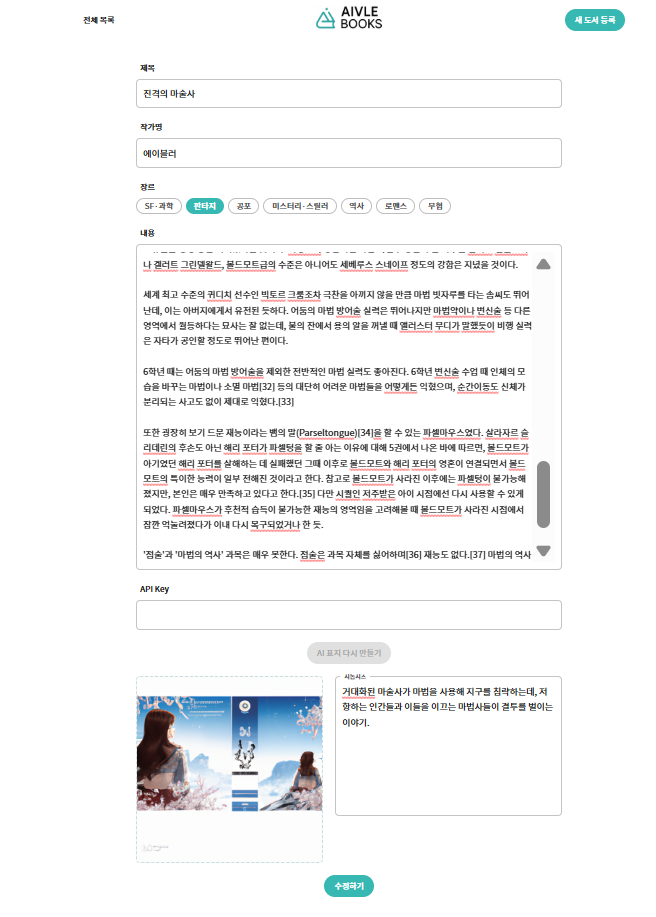 전체 목록
AIVLE
BOOKS
새 도서 등록
제목
진격의 마술사
작가명
에이블러
장르
SF·과학
판타지
공포
미스터리·스릴러
역사
로맨스
무협
내용
나 겔러트 그린델왈드, 볼드모트급의 수준은 아니어도 세베루스 스네이프 정도의 강함은 지녔을 것이다.
세계 최고 수준의 퀴디치 선수인 빅토르 크룸조차 극찬을 아끼지 않을 만큼 마법 빗자루를 타는 솜씨도 뛰어
난데, 이는 아버지에게서 유전된 듯하다. 어둠의 마법 방어술 실력은 뛰어나지만 마법약이나 변신술 등 다른
영역에서 월등하다는 묘사는 잘 없는데, 불의 잔에서 용의 알을 꺼낼 때 앨러스터 무디가 말했듯이 비행 실력
은 자타가 공인할 정도로 뛰어난 편이다.
6학년 때는 어둠의 마법 방어술을 제외한 전반적인 마법 실력도 좋아진다. 6학년 변신술 수업 때 인체의 모
습을 바꾸는 마법이나 소멸 마법[32] 등의 대단히 어려운 마법들을 어떻게든 익혔으며, 순간이동도 신체가
분리되는 사고도 없이 제대로 익혔다.[33]
또한 굉장히 보기 드문 재능이라는 뱀의 말(Parseltongue)[34]을 할 수 있는 파셀마우스였다. 살라자르 슬
리데린의 후손도 아닌 해리 포터가 파셀텅을 할 줄 아는 이유에 대해 5권에서 나온 바에 따르면, 볼드모트가
아기였던 해리 포터를 살해하는 데 실패했던 그때 이후로 볼드모트와 해리 포터의 영혼이 연결되면서 볼드
모트의 특이한 능력이 일부 전해진 것이라고 한다. 참고로 볼드모트가 사라진 이후에는 파셀텅이 불가능해
졌지만, 본인은 매우 만족하고 있다고 한다.[35] 다만 시퀄인 저주받은 아이 시점에선 다시 사용할 수 있게
되었다. 파셀마우스가 후천적 습득이 불가능한 재능의 영역임을 고려해볼 때 볼드모트가 사라진 시점에서
잠깐 억눌려졌다가 이내 다시 복구되었거나 한 듯.
'점술'과 '마법의 역사' 과목은 매우 못한다. 점술은 과목 자체를 싫어하며[36] 재능도 없다.[37] 마법의 역사
API Key
AI 표지 다시 만들기
시놉시스
거대화된 마술사가 마법을 사용해 지구를 침략하는데, 저
항하는 인간들과 이들을 이끄는 마법사들이 결투를 벌이는
이야기.
수정하기